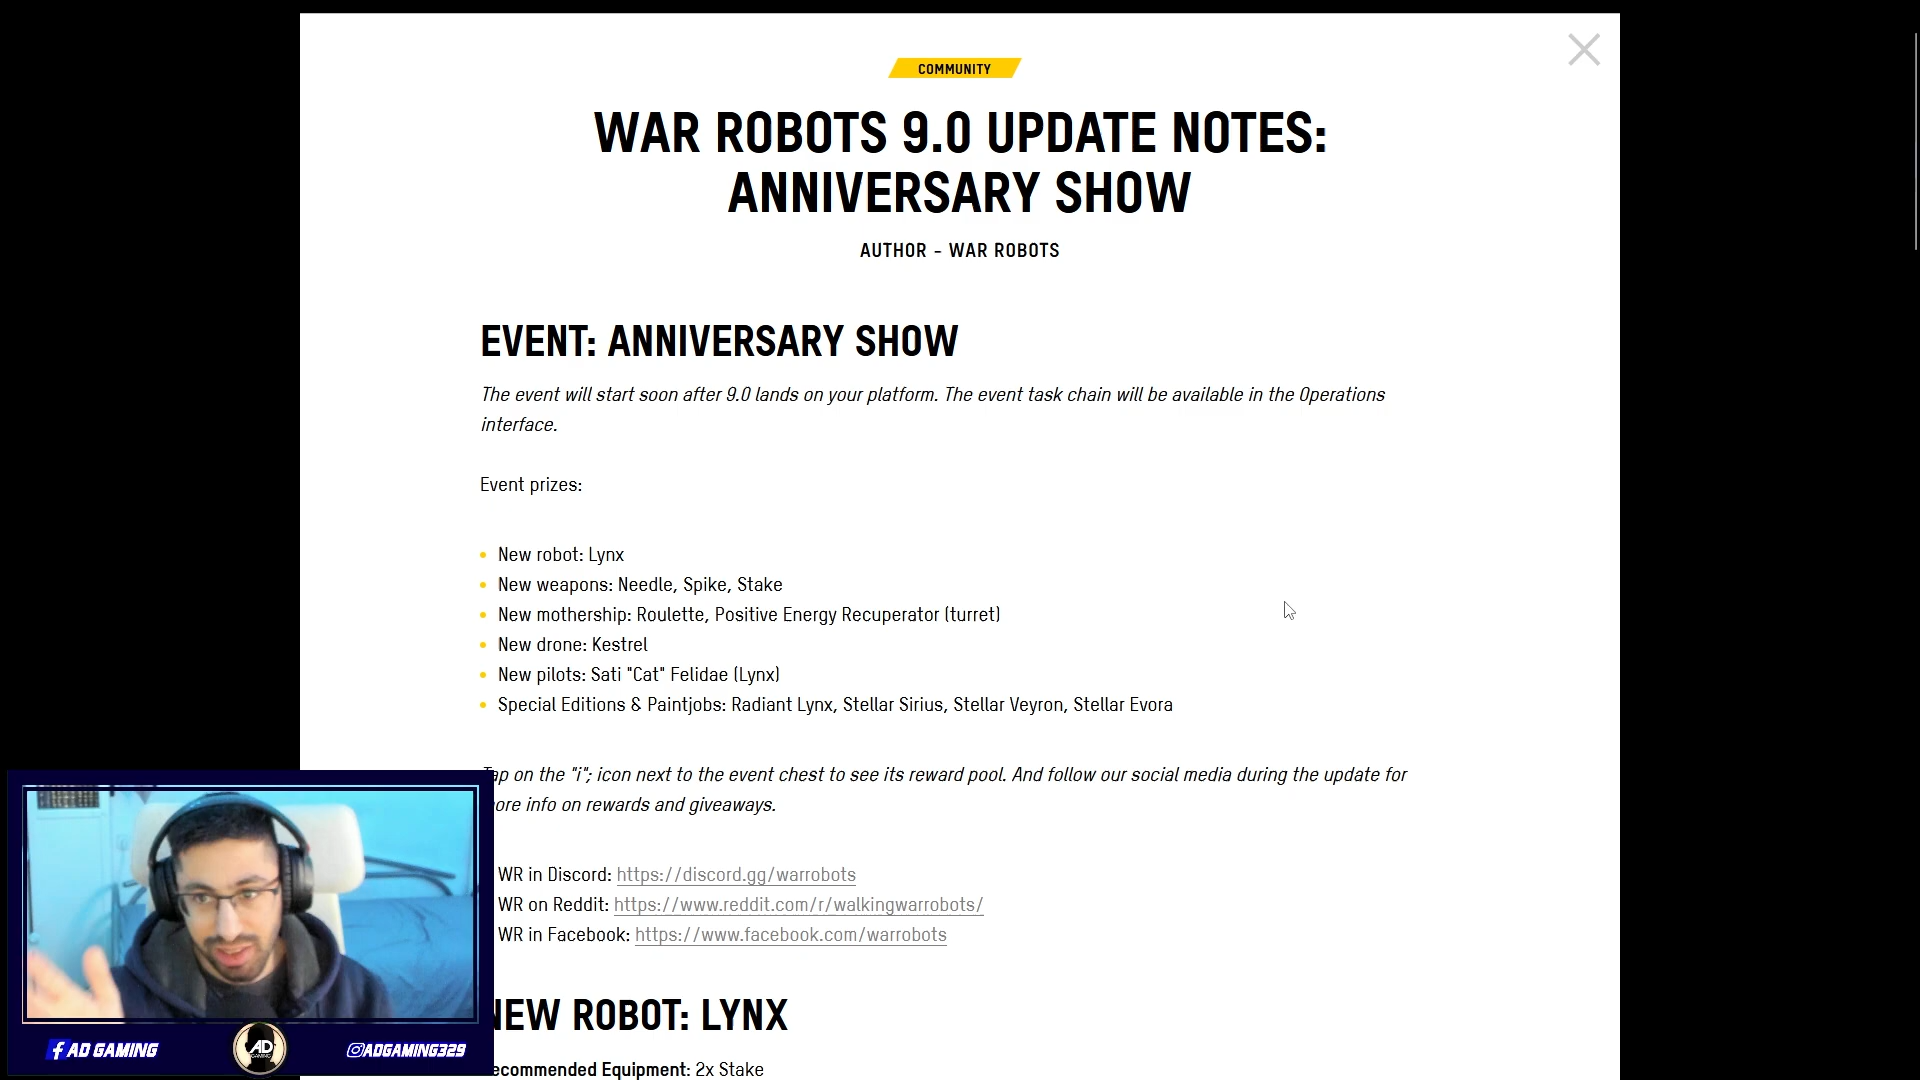 COMMUNITY
WAR ROBOTS 9.0 UPDATE NOTES:
ANNIVERSARY SHOW
AUTHOR - WAR ROBOTS
EVENT: ANNIVERSARY SHOW
The event will start soon after 9.0 lands on your platform. The event task chain will be available in the Operations
interface.
Event prizes:
New robot: Lynx
New weapons: Needle, Spike, Stake
New mothership: Roulette, Positive Energy Recuperator (turret)
New drone: Kestrel
New pilots: Sati "Cat" Felidae (Lynx)
Special Editions & Paintjobs: Radiant Lynx, Stellar Sirius, Stellar Veyron, Stellar Evora
Tap on the "i"; icon next to the event chest to see its reward pool. And follow our social media during the update for
ore info on rewards and giveaways.
WR in Discord: https://discord.gg/warrobots
WR on Reddit: https://www.reddit.com/r/walkingwarrobots/
WR in Facebook: https://www.facebook.com/warrobots
NEW ROBOT: LYNX
ecommended Equipment: 2x Stake
AD GAMING
AD
GAMING
ADGAMING329